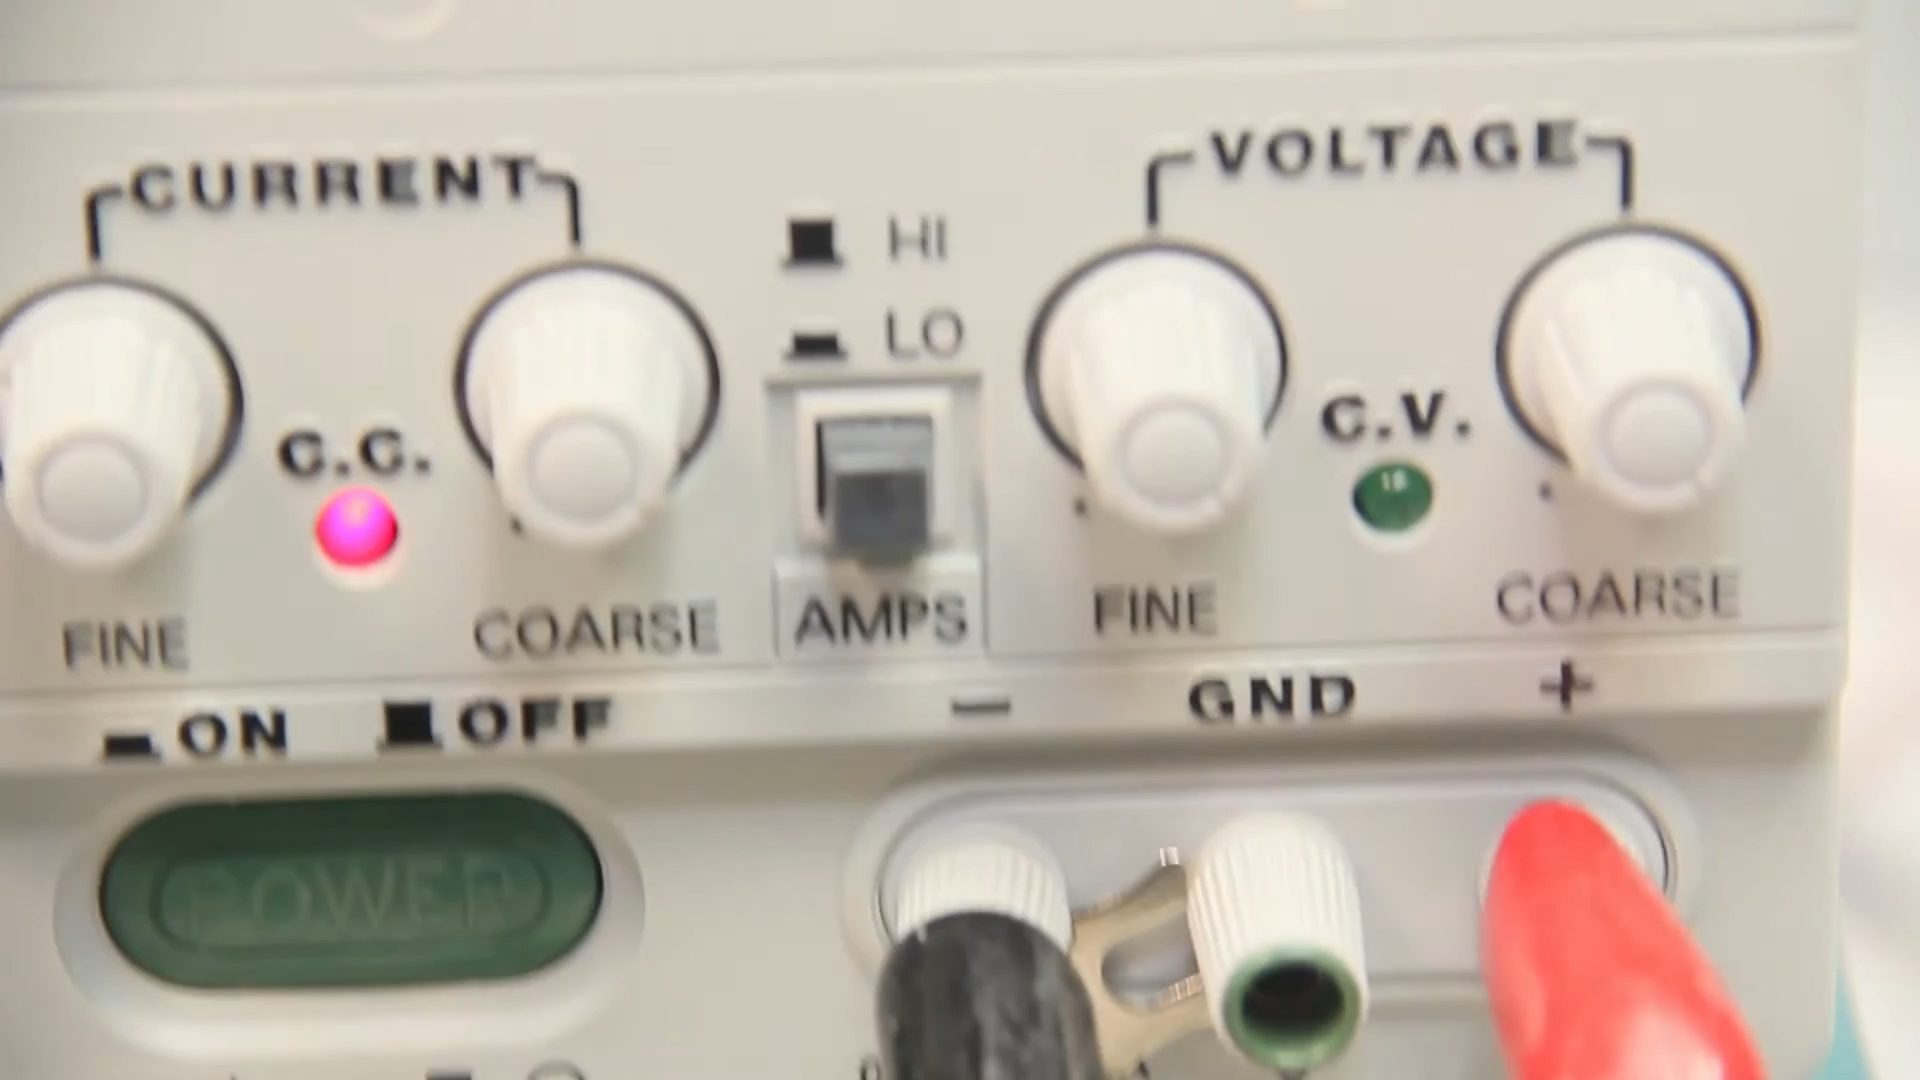 CURRENT
VOLTAGE
HI
LO
C.C.
C.V.
FINE
COARSE
AMPS
FINE
COARSE
ON
OFF
−
GND
+
POWER